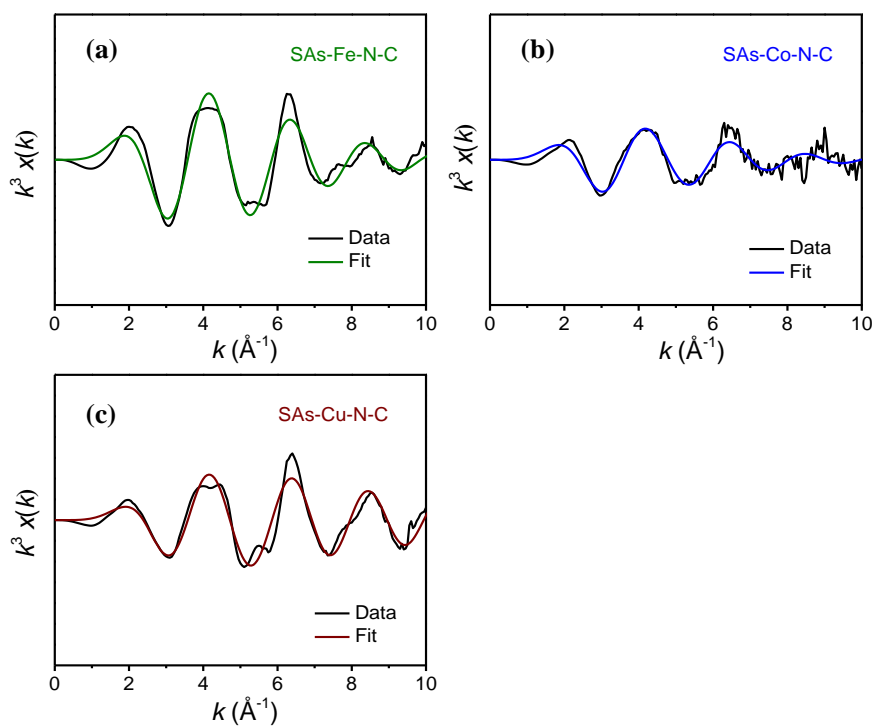 (a) SAs-Fe-N-C
k³ x(k)
Data
Fit
0 2 4 6 8 10
k (Å⁻¹)
(b) SAs-Co-N-C
k³ x(k)
Data
Fit
0 2 4 6 8 10
k (Å⁻¹)
(c) SAs-Cu-N-C
k³ x(k)
Data
Fit
0 2 4 6 8 10
k (Å⁻¹)